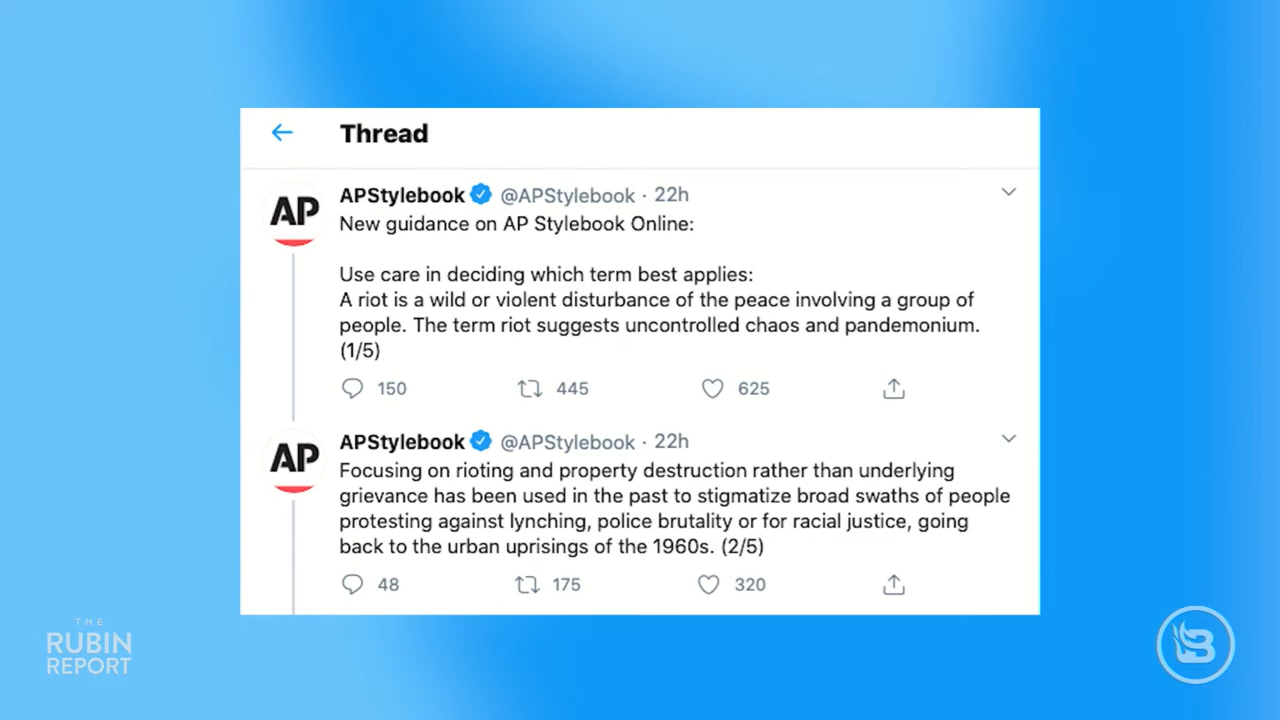 Thread
AP
APStylebook @APStylebook · 22h
New guidance on AP Stylebook Online:
Use care in deciding which term best applies:
A riot is a wild or violent disturbance of the peace involving a group of
people. The term riot suggests uncontrolled chaos and pandemonium.
(1/5)
150 445 625
AP
APStylebook @APStylebook · 22h
Focusing on rioting and property destruction rather than underlying
grievance has been used in the past to stigmatize broad swaths of people
protesting against lynching, police brutality or for racial justice, going
back to the urban uprisings of the 1960s. (2/5)
48 175 320
THE
RUBIN
REPORT
B